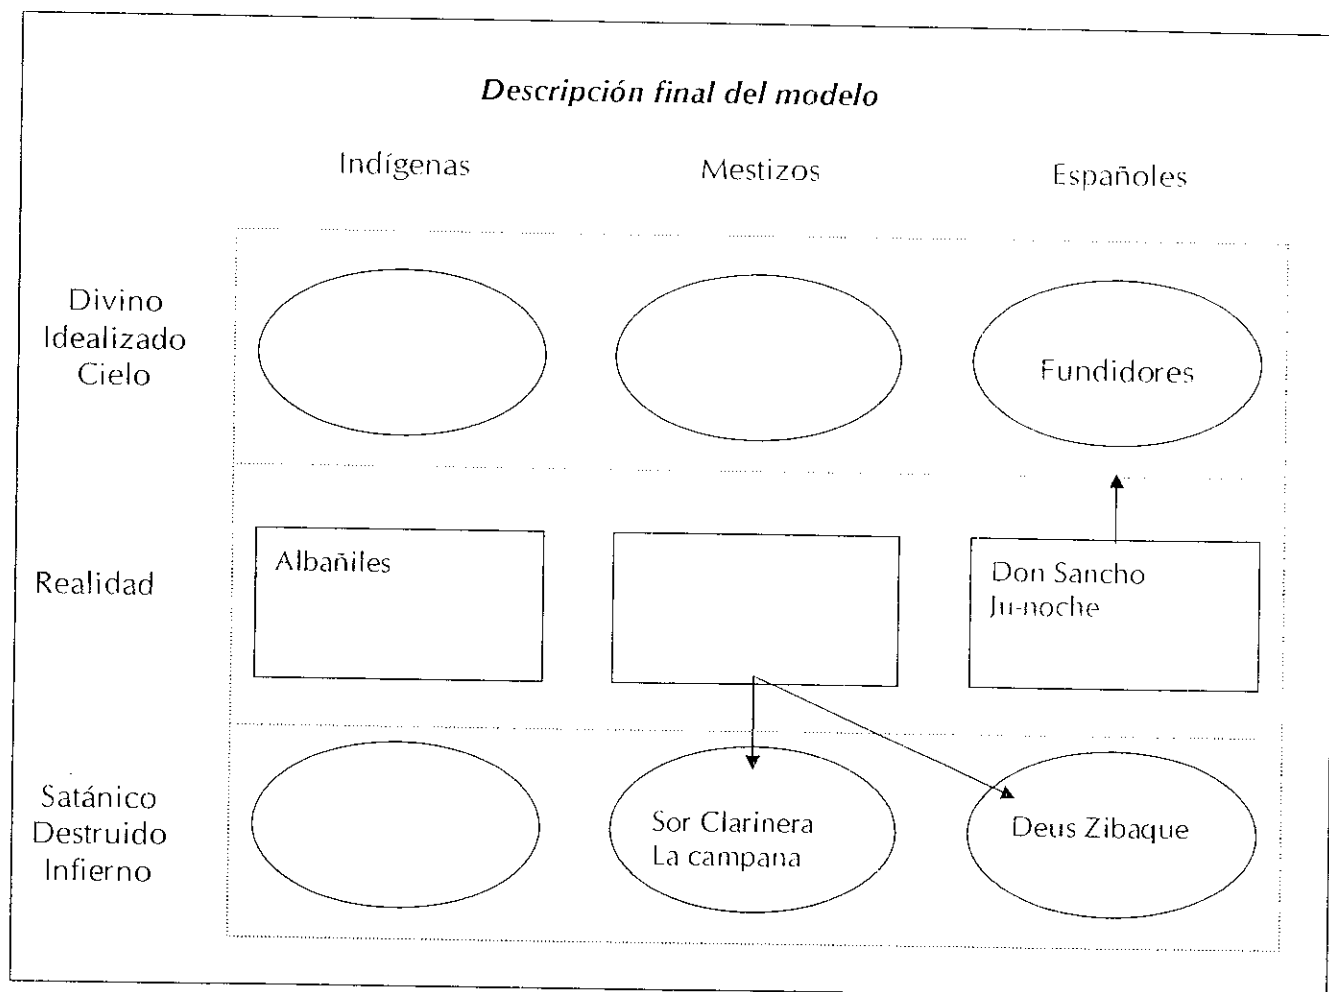 Descripción final del modelo
Indígenas
Mestizos
Españoles
Divino
Idealizado
Cielo
Fundidores
Realidad
Albañiles
Don Sancho
Ju-noche
Satánico
Destruido
Infierno
Sor Clarinera
La campana
Deus Zibaque